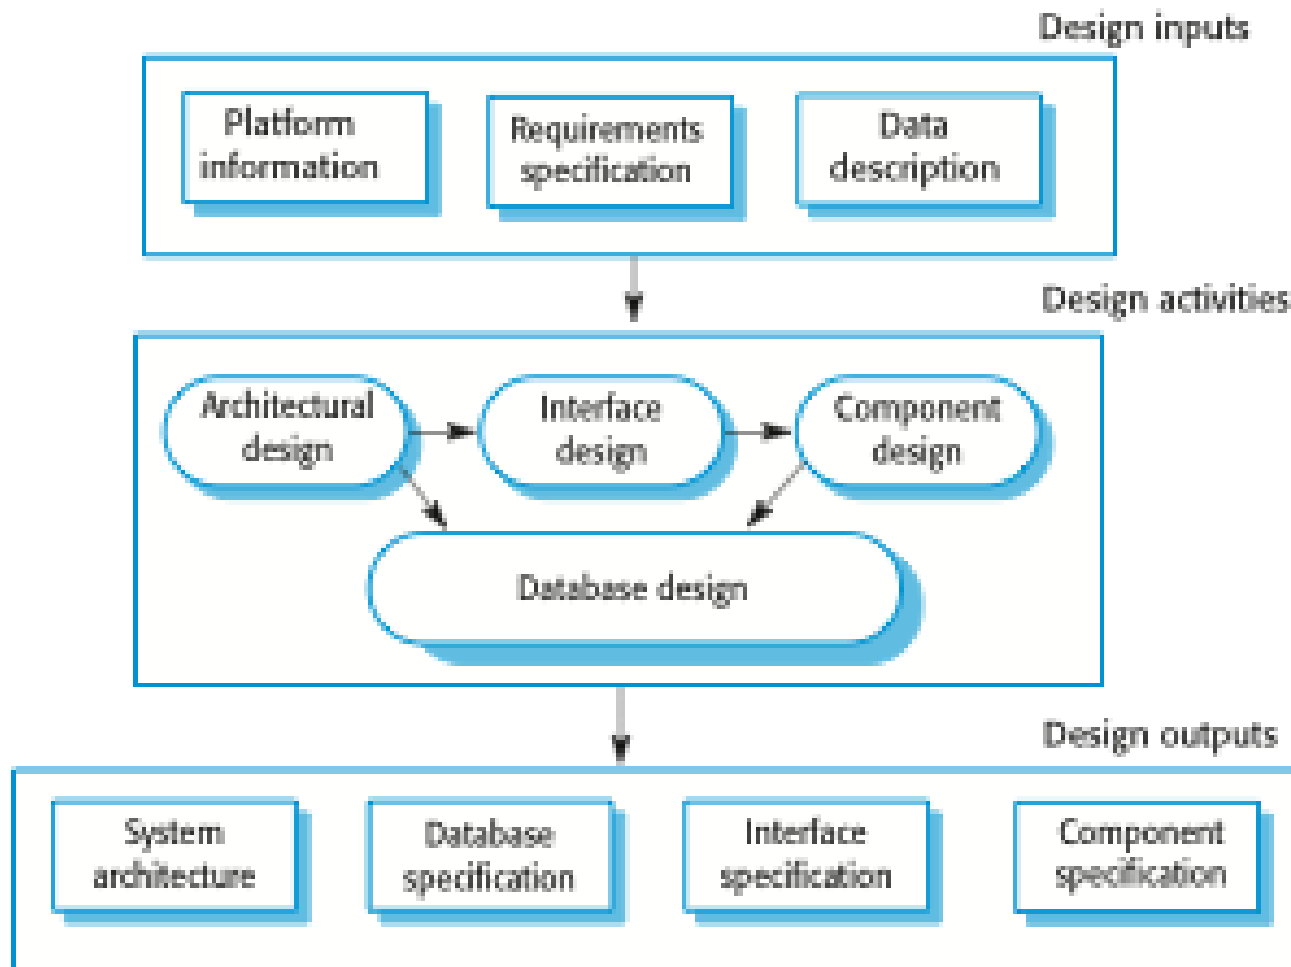 Design inputs
Platform
information
Requirements
specification
Data
description
Design activities
Architectural
design
Interface
design
Component
design
Database design
Design outputs
System
architecture
Database
specification
Interface
specification
Component
specification